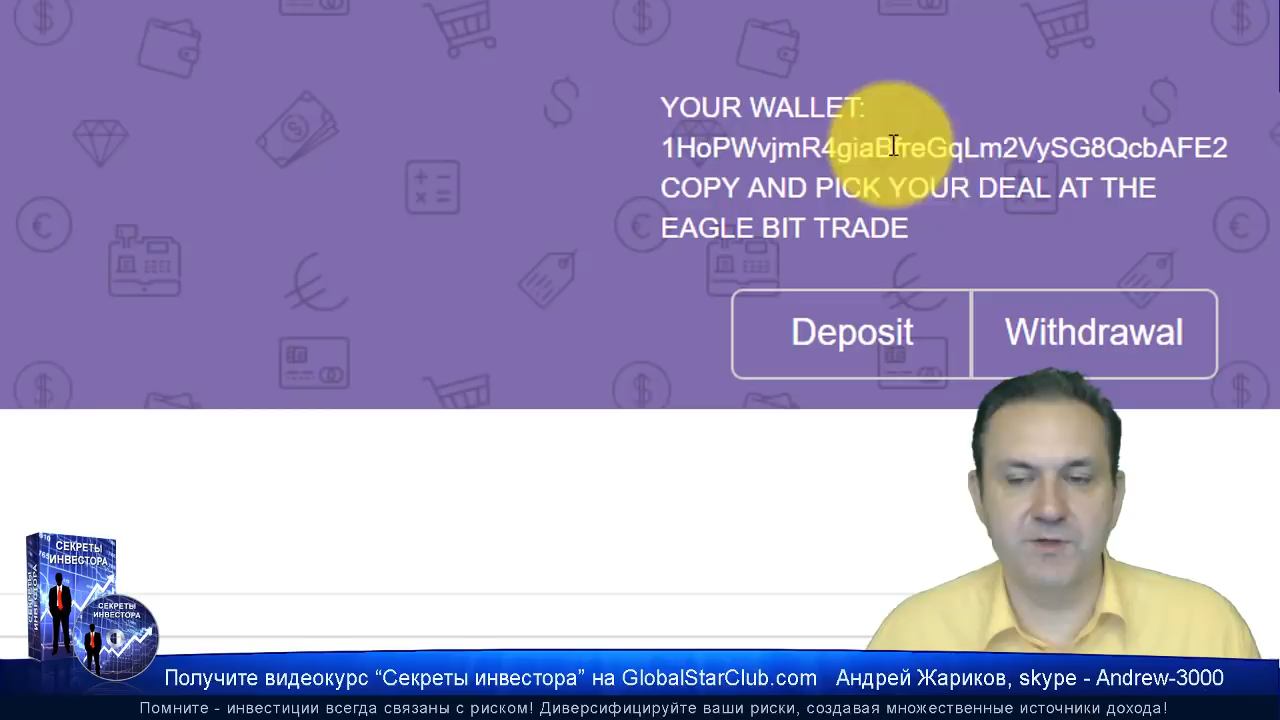 YOUR WALLET:
1HoPWvjmR4giaBfreGqLm2VySG8QcbAFE2
COPY AND PICK YOUR DEAL AT THE
EAGLE BIT TRADE
Deposit
Withdrawal
СЕКРЕТЫ
ИНВЕСТОРА
СЕКРЕТЫ
ИНВЕСТОРА
Получите видеокурс “Секреты инвестора” на GlobalStarClub.com Андрей Жариков, skype - Andrew-3000
Помните - инвестиции всегда связаны с риском! Диверсифицируйте ваши риски, создавая множественные источники дохода!